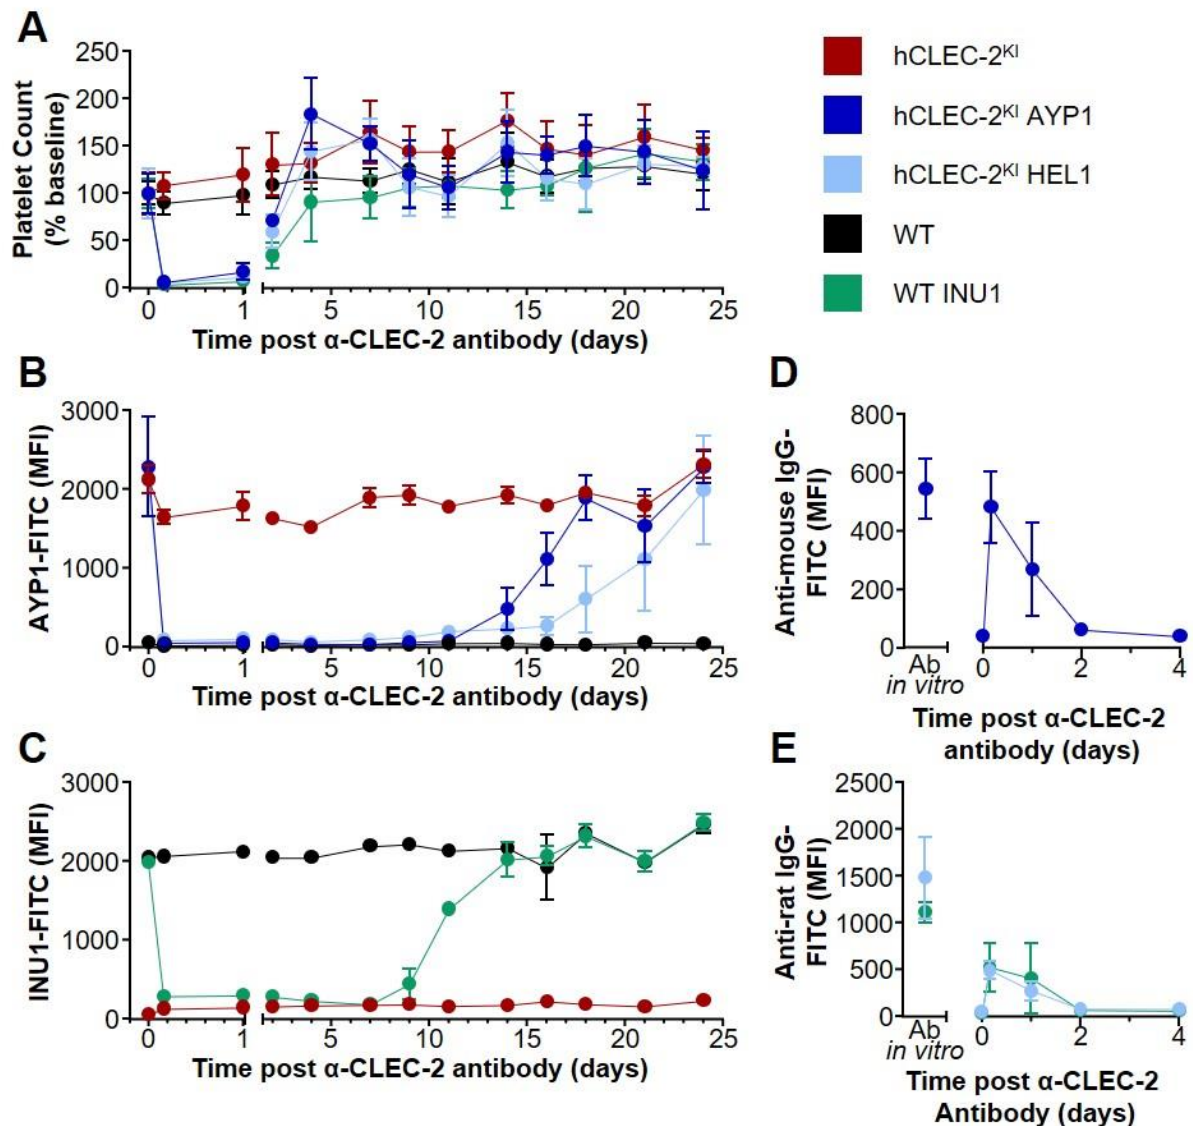 A
Platelet Count
(% baseline)
250
200
150
100
50
0
0 1 5 10 15 20 25
Time post α-CLEC-2 antibody (days)
hCLEC-2KI
hCLEC-2KI AYP1
hCLEC-2KI HEL1
WT
WT INU1
B
AYP1-FITC (MFI)
3000
2000
1000
0
0 1 5 10 15 20 25
Time post α-CLEC-2 antibody (days)
D
Anti-mouse IgG-
FITC (MFI)
800
600
400
200
0
Ab
in vitro
0 2 4
Time post α-CLEC-2
antibody (days)
C
INU1-FITC (MFI)
3000
2000
1000
0
0 1 5 10 15 20 25
Time post α-CLEC-2 antibody (days)
E
Anti-rat IgG-
FITC (MFI)
2500
2000
1500
1000
500
0
Ab
in vitro
0 2 4
Time post α-CLEC-2
Antibody (days)